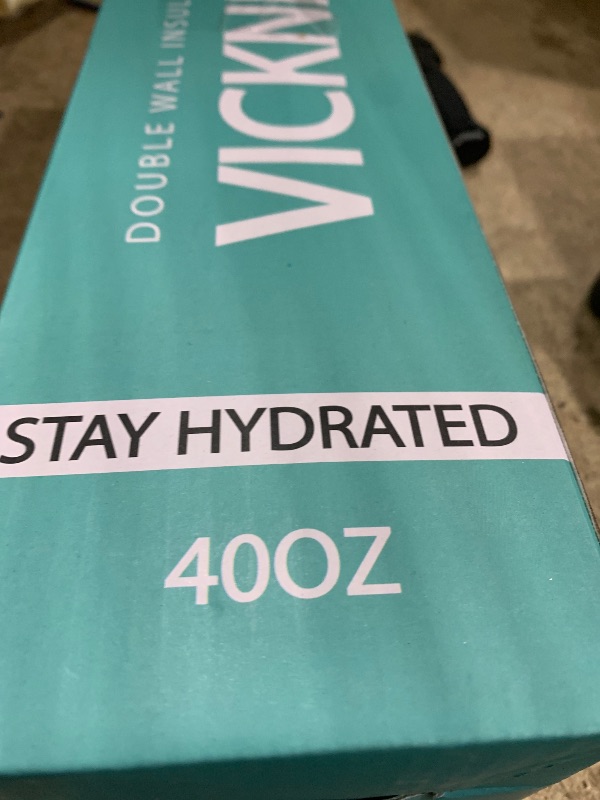 DOUBLE WALL INSUL
VICKN
STAY HYDRATED
40OZ